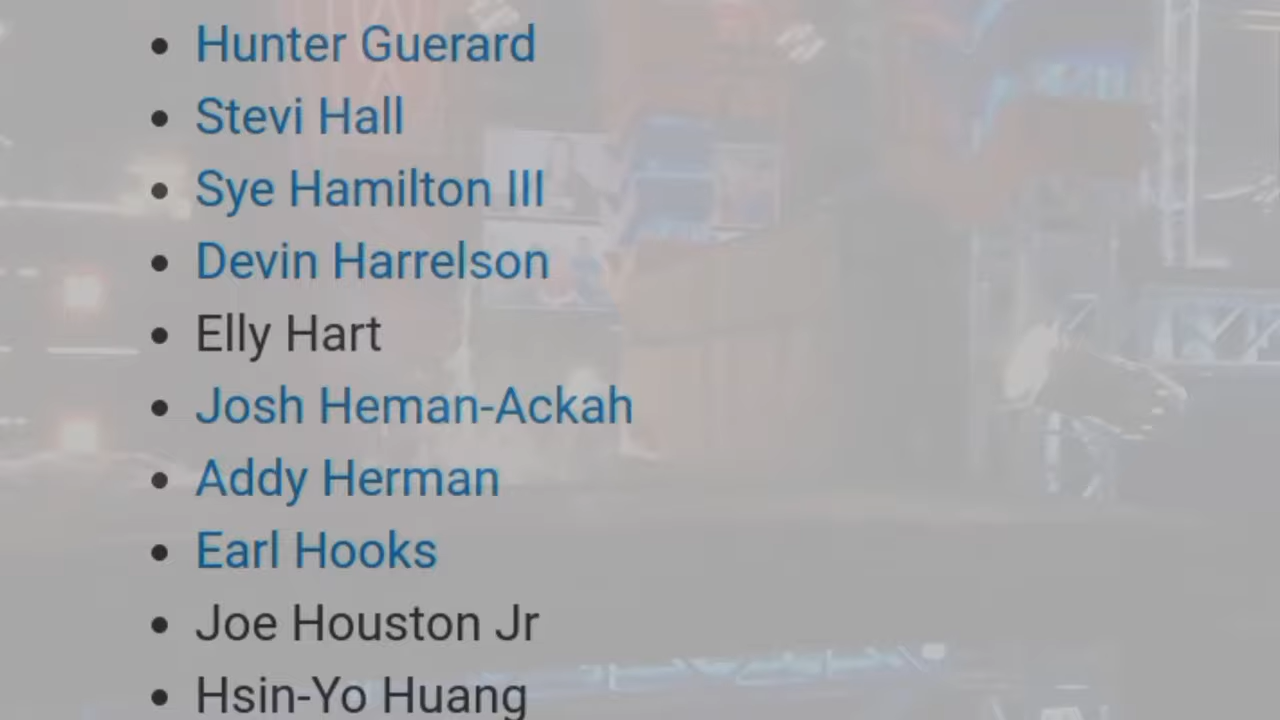 Hunter Guerard
Stevi Hall
Sye Hamilton III
Devin Harrelson
Elly Hart
Josh Heman-Ackah
Addy Herman
Earl Hooks
Joe Houston Jr
Hsin-Yo Huang